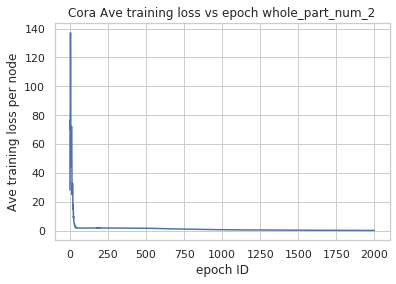 Cora Ave training loss vs epoch whole_part_num_2
Ave training loss per node
140
120
100
80
60
40
20
0
0 250 500 750 1000 1250 1500 1750 2000
epoch ID